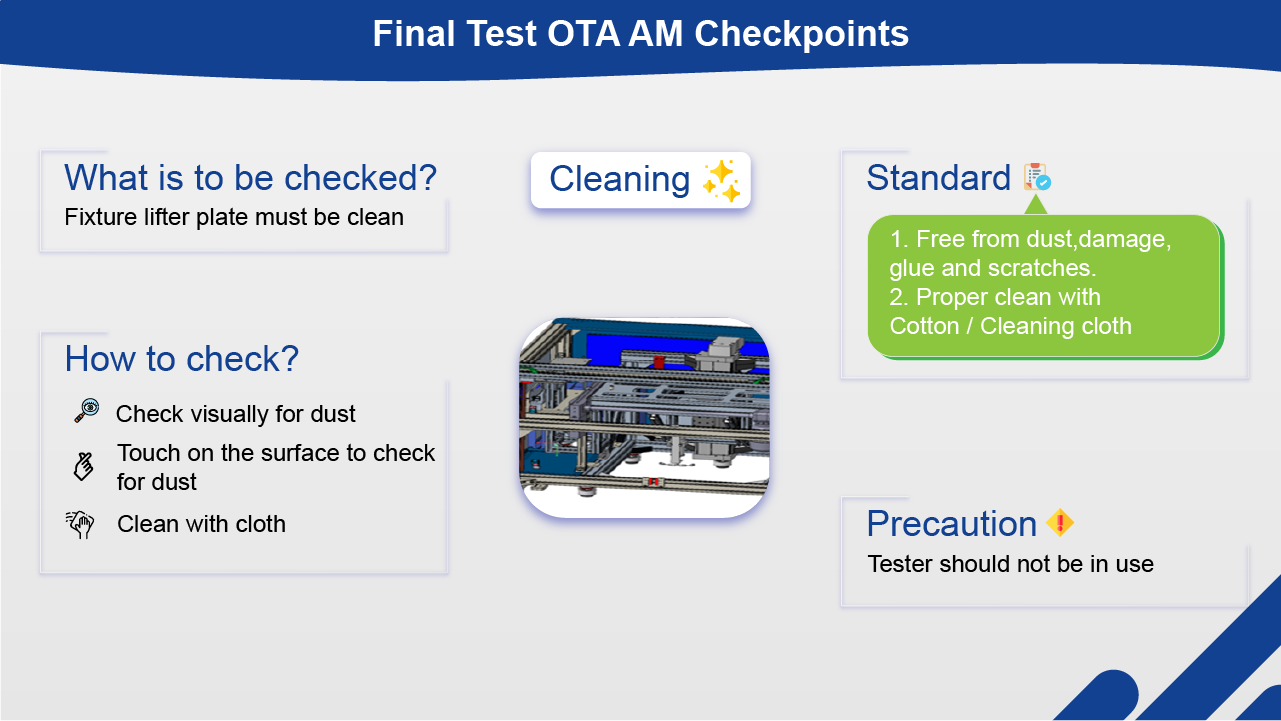 Final Test OTA AM Checkpoints
What is to be checked?
Fixture lifter plate must be clean
How to check?
Check visually for dust
Touch on the surface to check
for dust
Clean with cloth
Cleaning
Standard
1. Free from dust,damage,
glue and scratches.
2. Proper clean with
Cotton / Cleaning cloth
Precaution
Tester should not be in use